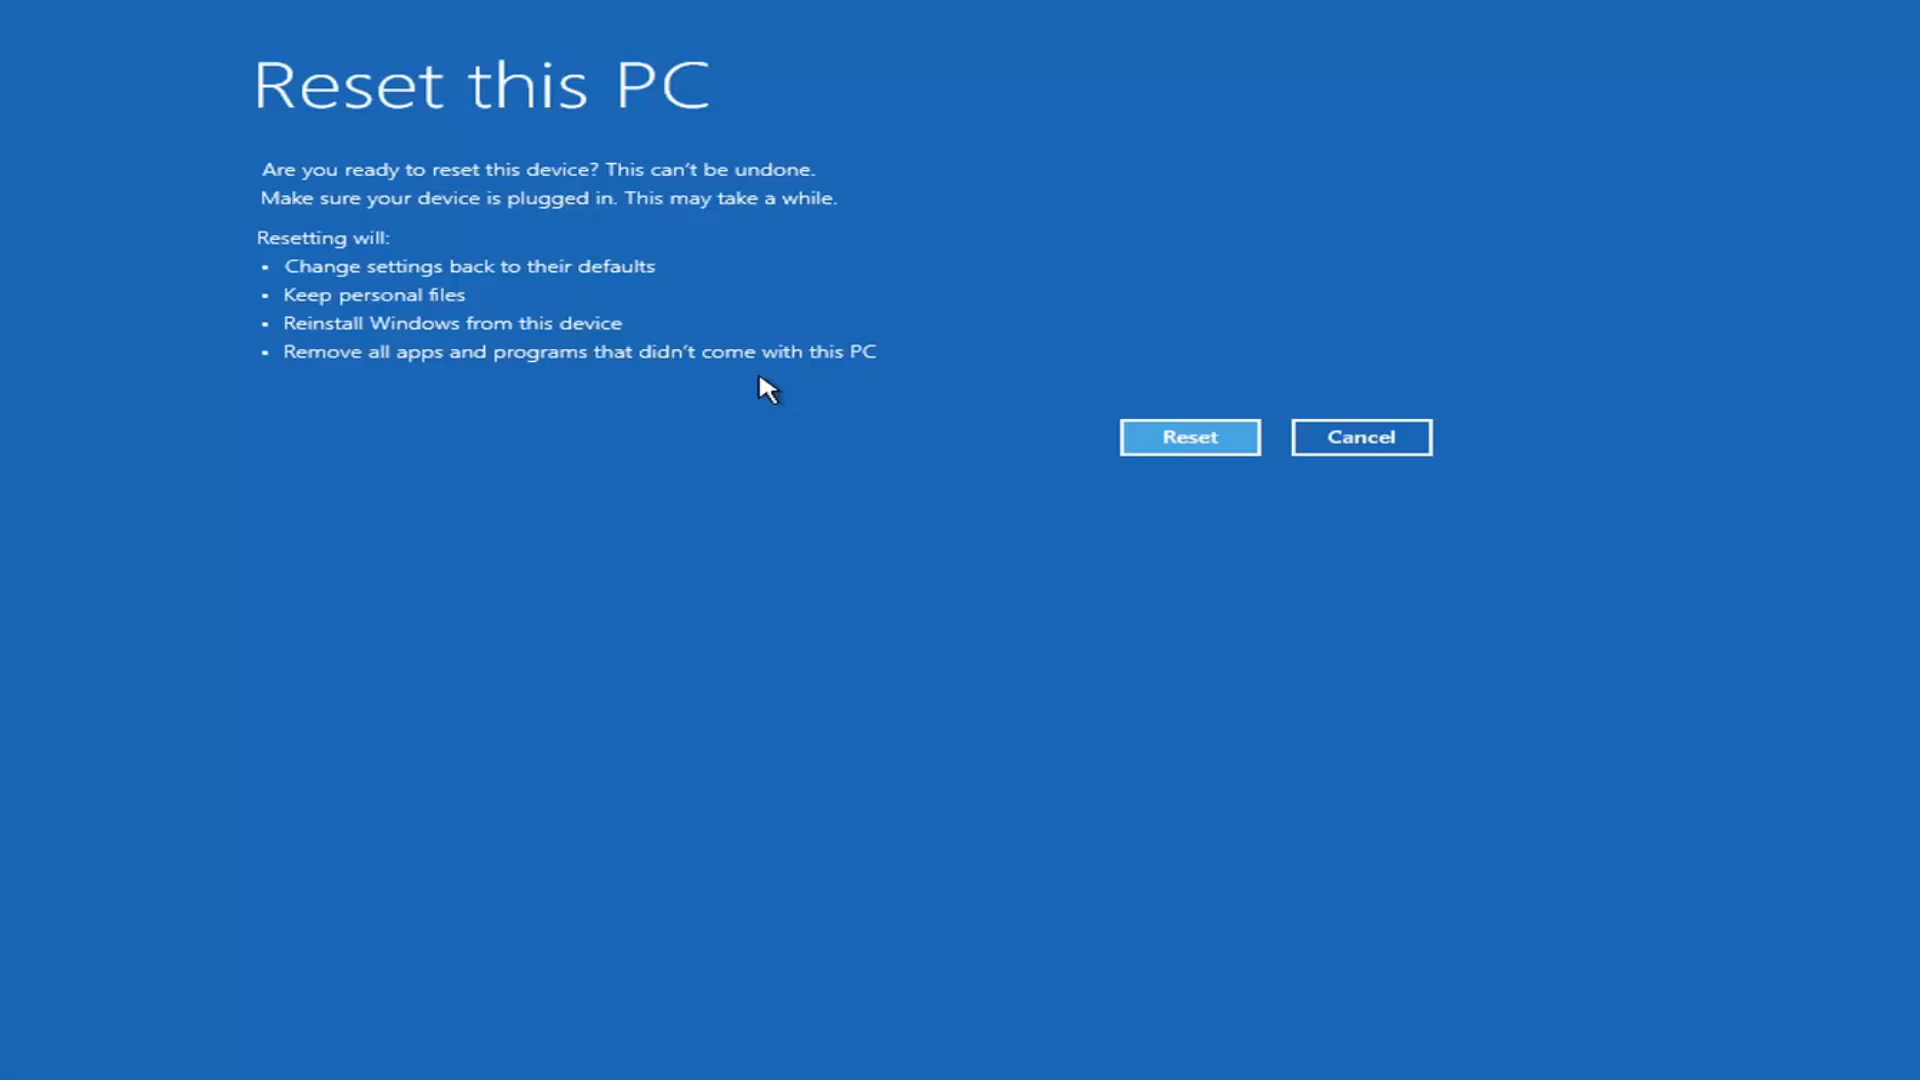 Reset this PC
Are you ready to reset this device? This can't be undone.
Make sure your device is plugged in. This may take a while.
Resetting will:
• Change settings back to their defaults
• Keep personal files
• Reinstall Windows from this device
• Remove all apps and programs that didn't come with this PC
Reset Cancel